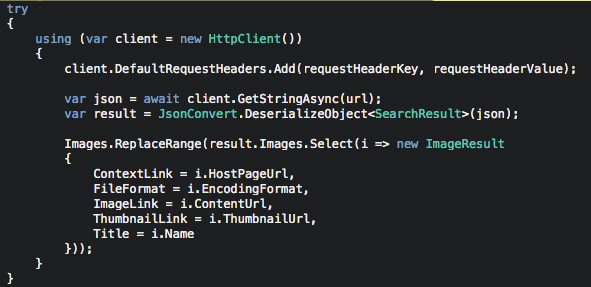 try
{
    using (var client = new HttpClient())
    {
        client.DefaultRequestHeaders.Add(requestHeaderKey, requestHeaderValue);

        var json = await client.GetStringAsync(url);
        var result = JsonConvert.DeserializeObject<SearchResult>(json);

        Images.ReplaceRange(result.Images.Select(i => new ImageResult
        {
            ContextLink = i.HostPageUrl,
            FileFormat = i.EncodingFormat,
            ImageLink = i.ContentUrl,
            ThumbnailLink = i.ThumbnailUrl,
            Title = i.Name
        }));
    }
}